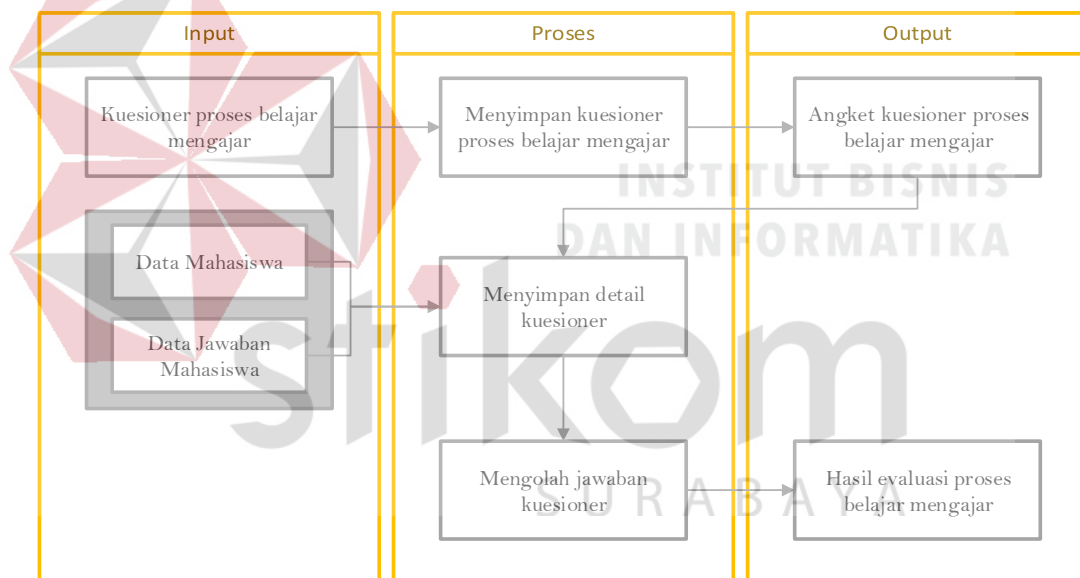 Input
Proses
Output
Kuesioner proses belajar
mengajar
Menyimpan kuesioner
proses belajar mengajar
Angket kuesioner proses
belajar mengajar
INSTITUT BISNIS
DAN INFORMATIKA
Data Mahasiswa
Menyimpan detail
kuesioner
Data Jawaban
Mahasiswa
stikom
Mengolah jawaban
kuesioner
Hasil evaluasi proses
belajar mengajar
SURABAYA